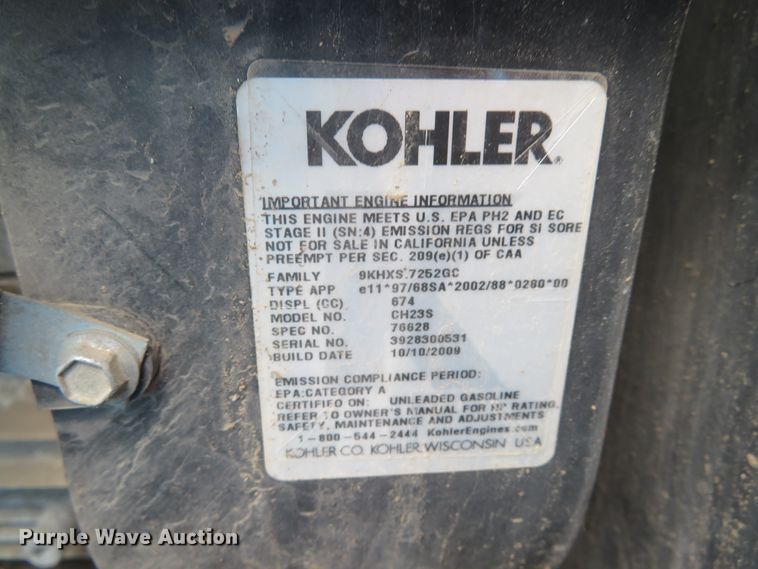 KOHLER.
IMPORTANT ENGINE INFORMATION
THIS ENGINE MEETS U.S. EPA PH2 AND EC
STAGE II (SN:4) EMISSION REGS FOR SI SORE
NOT FOR SALE IN CALIFORNIA UNLESS
PREEMPT PER SEC. 209(e)(1) OF CAA
FAMILY 9KHXS.7252GC
TYPE APP e11*97/68SA*2002/88*0280*00
DISPL (CC) 674
MODEL NO. CH23S
SPEC NO. 76628
SERIAL NO. 3928300531
BUILD DATE 10/10/2009
EMISSION COMPLIANCE PERIOD:
EPA:CATEGORY A
CERTIFIED ON: UNLEADED GASOLINE
REFER TO OWNER'S MANUAL FOR HP RATING,
SAFETY, MAINTENANCE AND ADJUSTMENTS
1-800-544-2444 KohlerEngines.com
KOHLER CO. KOHLER, WISCONSIN USA
Purple Wave Auction